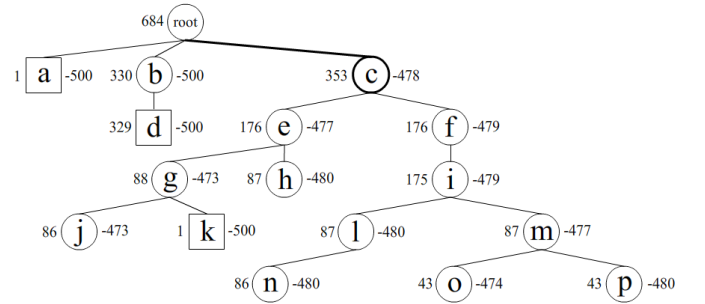 684 root
1 a -500 330 b -500 353 c -478
329 d -500 176 e -477 176 f -479
88 g -473 87 h -480 175 i -479
86 j -473 1 k -500 87 l -480 87 m -477
86 n -480 43 o -474 43 p -480